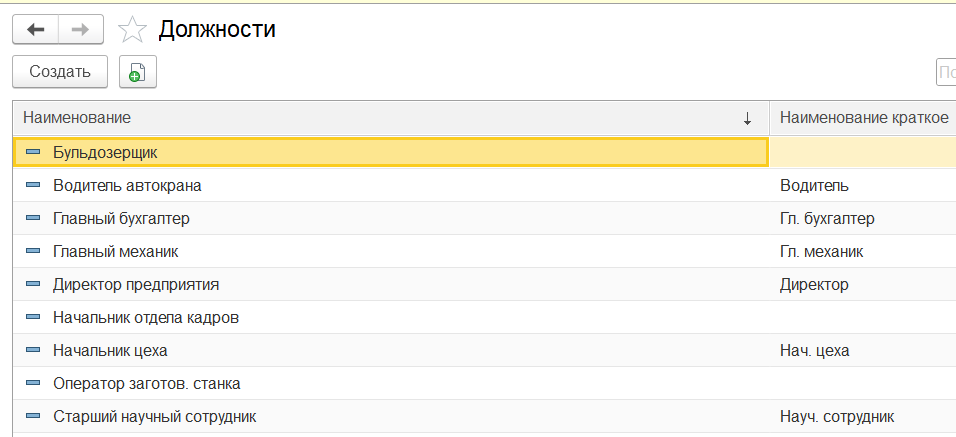 Должности
Создать
По
Наименование ↓ Наименование краткое
Бульдозерщик
Водитель автокрана Водитель
Главный бухгалтер Гл. бухгалтер
Главный механик Гл. механик
Директор предприятия Директор
Начальник отдела кадров
Начальник цеха Нач. цеха
Оператор заготов. станка
Старший научный сотрудник Науч. сотрудник